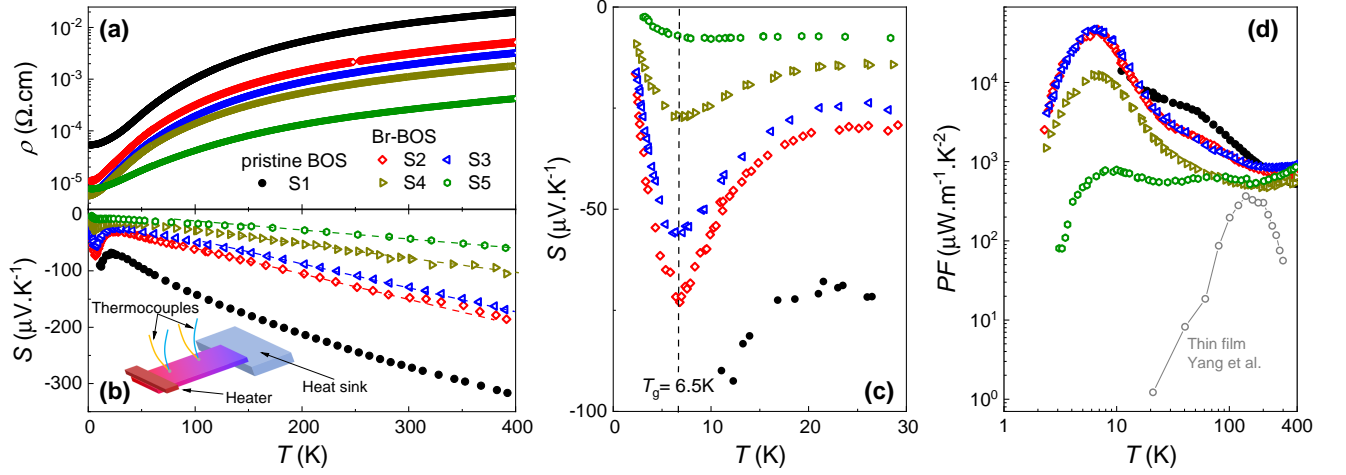 (a)
10⁻²
10⁻³
10⁻⁴
10⁻⁵
ρ (Ω.cm)
Br-BOS
pristine BOS
S2
S3
S1
S4
S5
0
-100
-200
-300
S (μV.K⁻¹)
Thermocouples
Heat sink
Heater
(b)
0
100
200
300
400
T (K)
0
-50
-100
S (μV.K⁻¹)
T_g= 6.5K
(c)
0
10
20
30
T (K)
(d)
10⁴
10³
10²
10¹
10⁰
PF (μW.m⁻¹.K⁻²)
Thin film
Yang et al.
1
10
100
400
T (K)